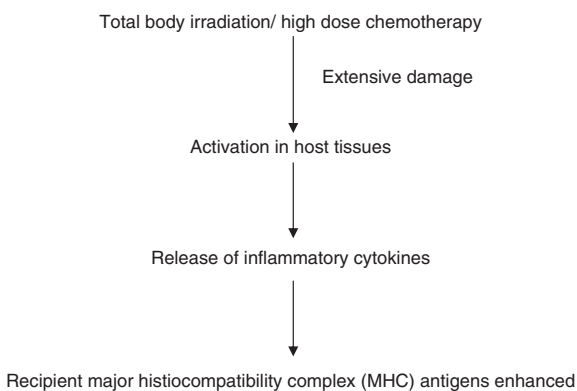 Total body irradiation/ high dose chemotherapy
Extensive damage
Activation in host tissues
Release of inflammatory cytokines
Recipient major histiocompatibility complex (MHC) antigens enhanced